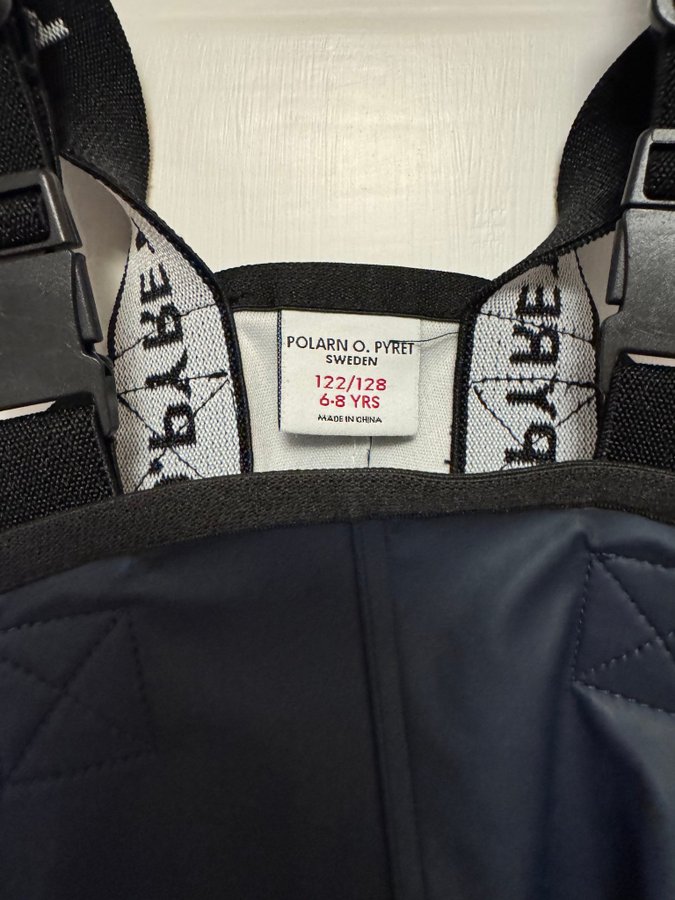 POLARN O. PYRET
SWEDEN
122/128
6-8 YRS
MADE IN CHINA